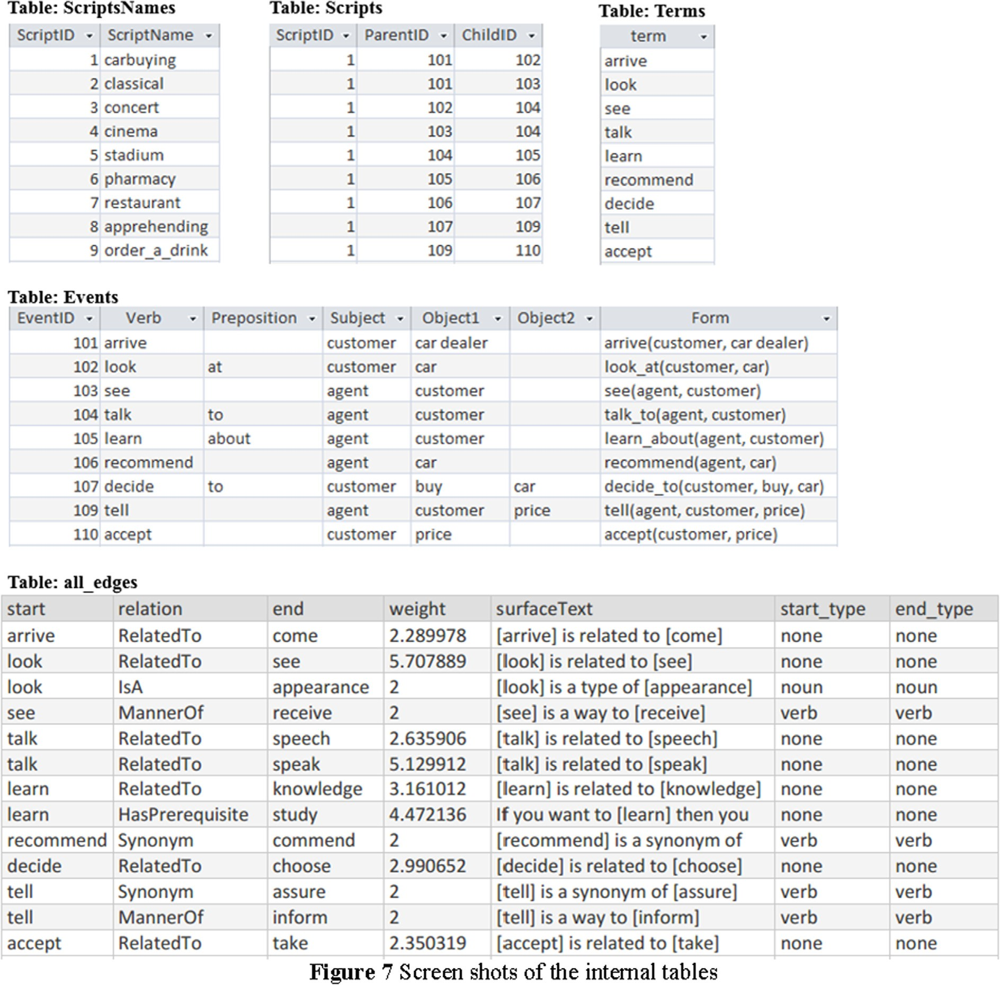 Table: ScriptsNames
ScriptID ScriptName
1 carbuying
2 classical
3 concert
4 cinema
5 stadium
6 pharmacy
7 restaurant
8 apprehending
9 order_a_drink
Table: Scripts
ScriptID ParentID ChildID
1 101 102
1 101 103
1 102 104
1 103 104
1 104 105
1 105 106
1 106 107
1 107 109
1 109 110
Table: Terms
term
arrive
look
see
talk
learn
recommend
decide
tell
accept
Table: Events
EventID Verb Preposition Subject Object1 Object2 Form
101 arrive customer car dealer arrive(customer, car dealer)
102 look at customer car look_at(customer, car)
103 see agent customer see(agent, customer)
104 talk to agent customer talk_to(agent, customer)
105 learn about agent customer learn_about(agent, customer)
106 recommend agent car recommend(agent, car)
107 decide to customer buy car decide_to(customer, buy, car)
109 tell agent customer price tell(agent, customer, price)
110 accept customer price accept(customer, price)
Table: all_edges
start relation end weight surfaceText start_type end_type
arrive RelatedTo come 2.289978 [arrive] is related to [come] none none
look RelatedTo see 5.707889 [look] is related to [see] none none
look IsA appearance 2 [look] is a type of [appearance] noun noun
see MannerOf receive 2 [see] is a way to [receive] verb verb
talk RelatedTo speech 2.635906 [talk] is related to [speech] none none
talk RelatedTo speak 5.129912 [talk] is related to [speak] none none
learn RelatedTo knowledge 3.161012 [learn] is related to [knowledge] none none
learn HasPrerequisite study 4.472136 If you want to [learn] then you none none
recommend Synonym commend 2 [recommend] is a synonym of verb verb
decide RelatedTo choose 2.990652 [decide] is related to [choose] none none
tell Synonym assure 2 [tell] is a synonym of [assure] verb verb
tell MannerOf inform 2 [tell] is a way to [inform] verb verb
accept RelatedTo take 2.350319 [accept] is related to [take] none none
Figure 7 Screen shots of the internal tables